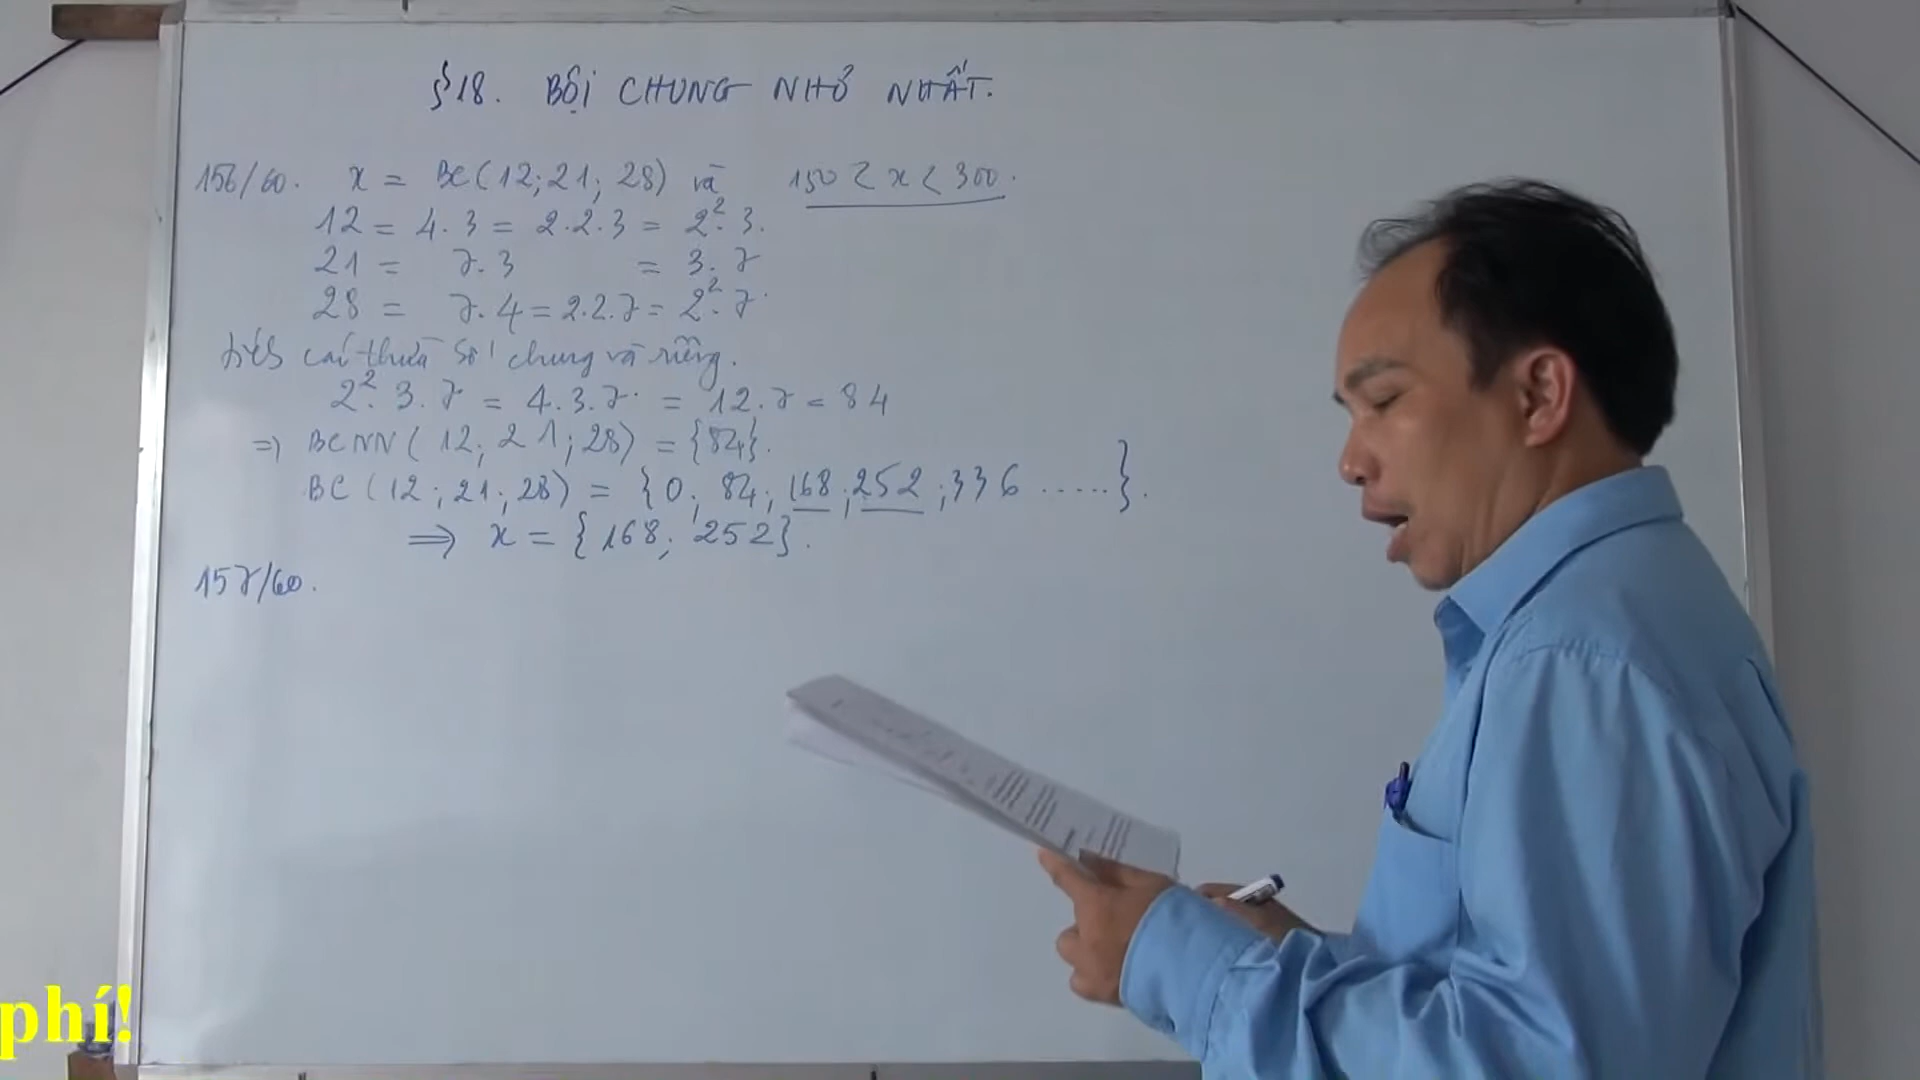 §18. BỘI CHUNG NHỎ NHẤT.
156/60. x = BC(12;21; 28) và 150 < x < 300.
12 = 4.3 = 2.2.3 = 2².3.
21 = 7.3 = 3.7
28 = 7.4 = 2.2.7 = 2².7.
các thừa số chung và riêng.
2².3.7 = 4.3.7. = 12.7 = 84
=> BCNN(12; 21; 28) = {84}.
BC(12; 21; 28) = {0; 84; 168; 252; 336 .....}.
=> x = {168; 252}.
157/60.
phí!